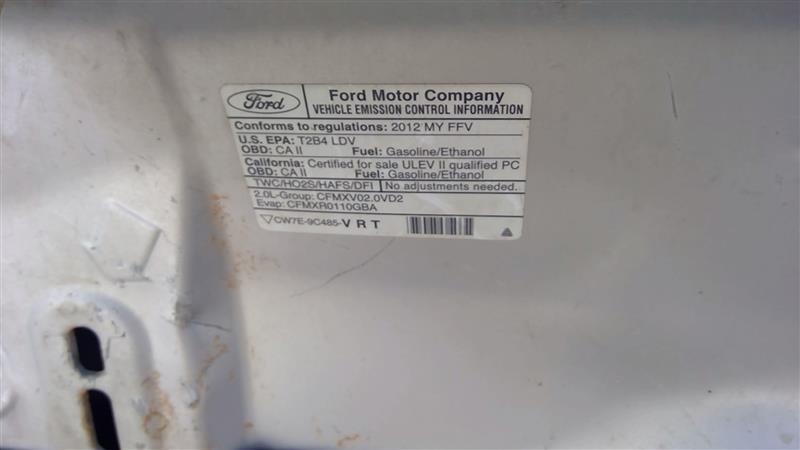 Ford
Ford Motor Company
VEHICLE EMISSION CONTROL INFORMATION
Conforms to regulations: 2012 MY FFV
U.S. EPA: T2B4 LDV
OBD: CA II Fuel: Gasoline/Ethanol
California: Certified for sale ULEV II qualified PC
OBD: CA II Fuel: Gasoline/Ethanol
TWC/HO2S/HAFS/DFI No adjustments needed.
2.0L-Group: CFMXV02.0VD2
Evap: CFMXR0110GBA
CW7E-9C485-V R T